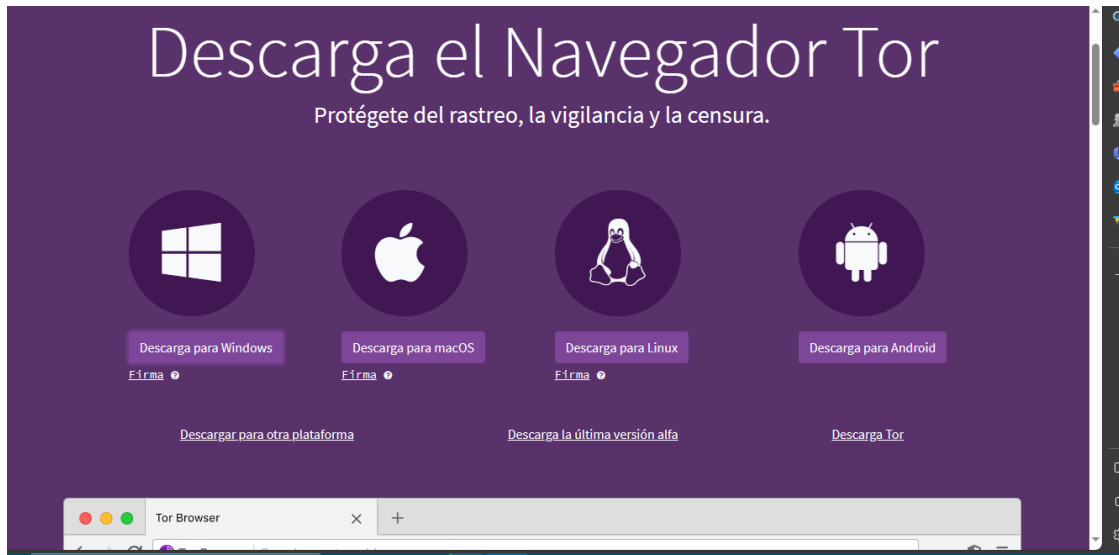 Descarga el Navegador Tor
Protégete del rastreo, la vigilancia y la censura.
Descarga para Windows
Descarga para macOS
Descarga para Linux
Descarga para Android
Firma
Firma
Firma
Descargar para otra plataforma
Descarga la última versión alfa
Descarga Tor
Tor Browser